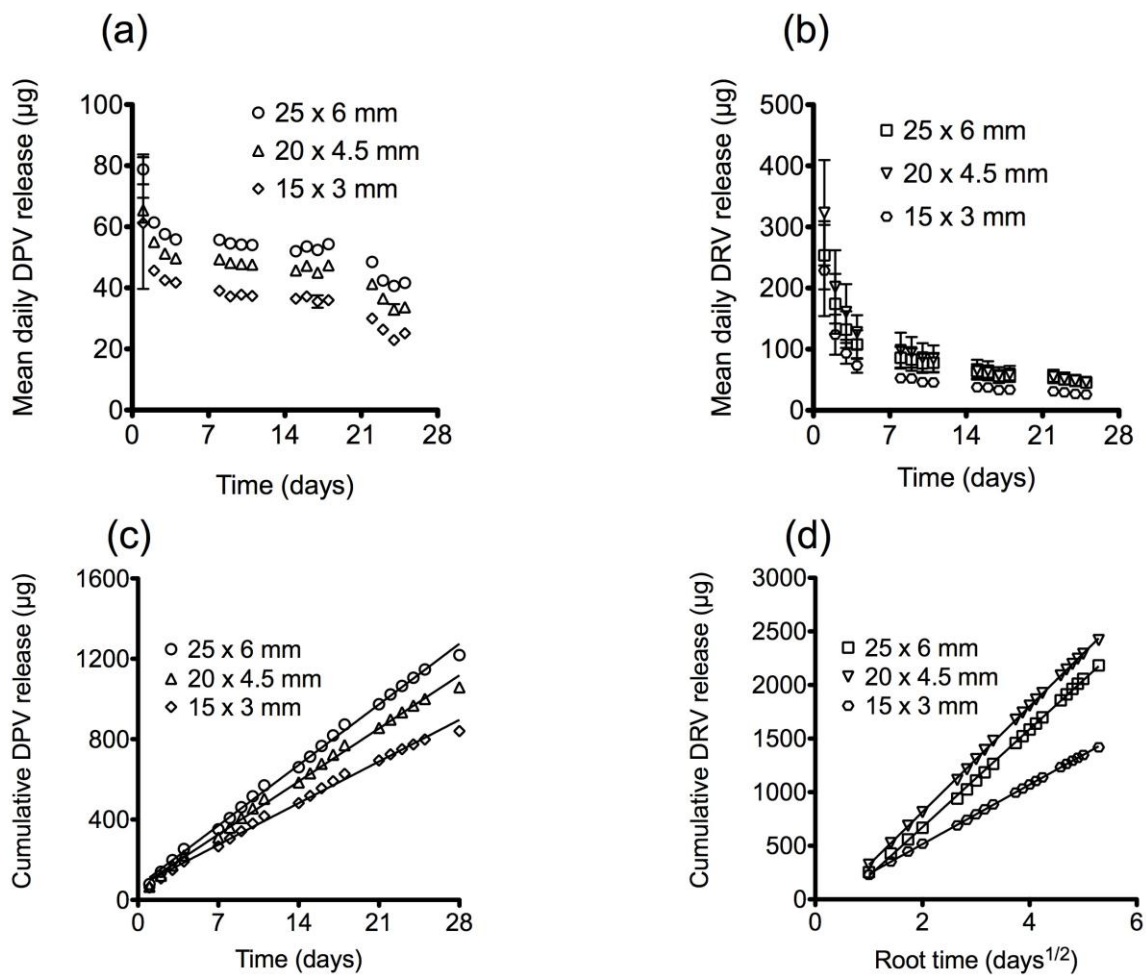 (a)
Mean daily DPV release (µg)
100
80
60
40
20
0
0 7 14 21 28
Time (days)
25 x 6 mm
20 x 4.5 mm
15 x 3 mm
(b)
Mean daily DRV release (µg)
500
400
300
200
100
0
0 7 14 21 28
Time (days)
25 x 6 mm
20 x 4.5 mm
15 x 3 mm
(c)
Cumulative DPV release (µg)
1600
1200
800
400
0
0 7 14 21 28
Time (days)
25 x 6 mm
20 x 4.5 mm
15 x 3 mm
(d)
Cumulative DRV release (µg)
3000
2500
2000
1500
1000
500
0
0 2 4 6
Root time (days^1/2)
25 x 6 mm
20 x 4.5 mm
15 x 3 mm